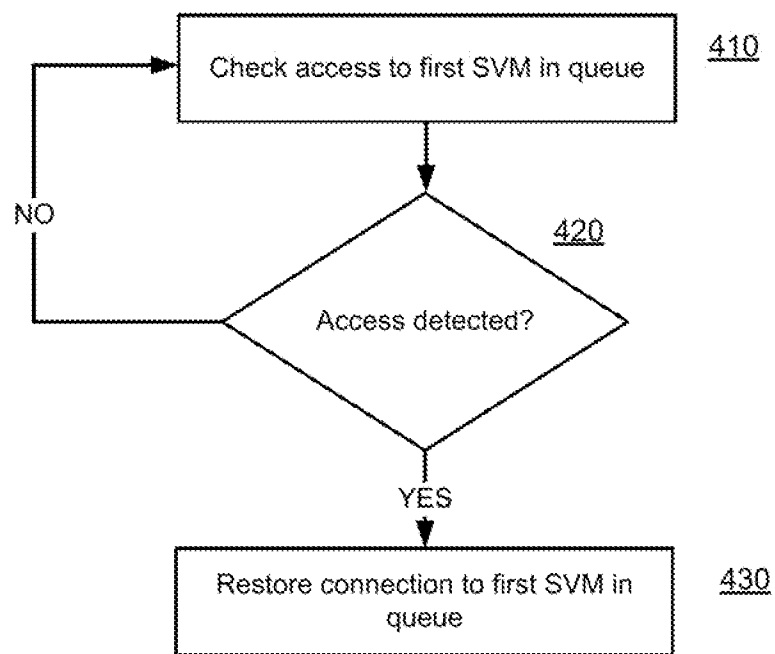 Check access to first SVM in queue
410
NO
420
Access detected?
YES
Restore connection to first SVM in
queue
430